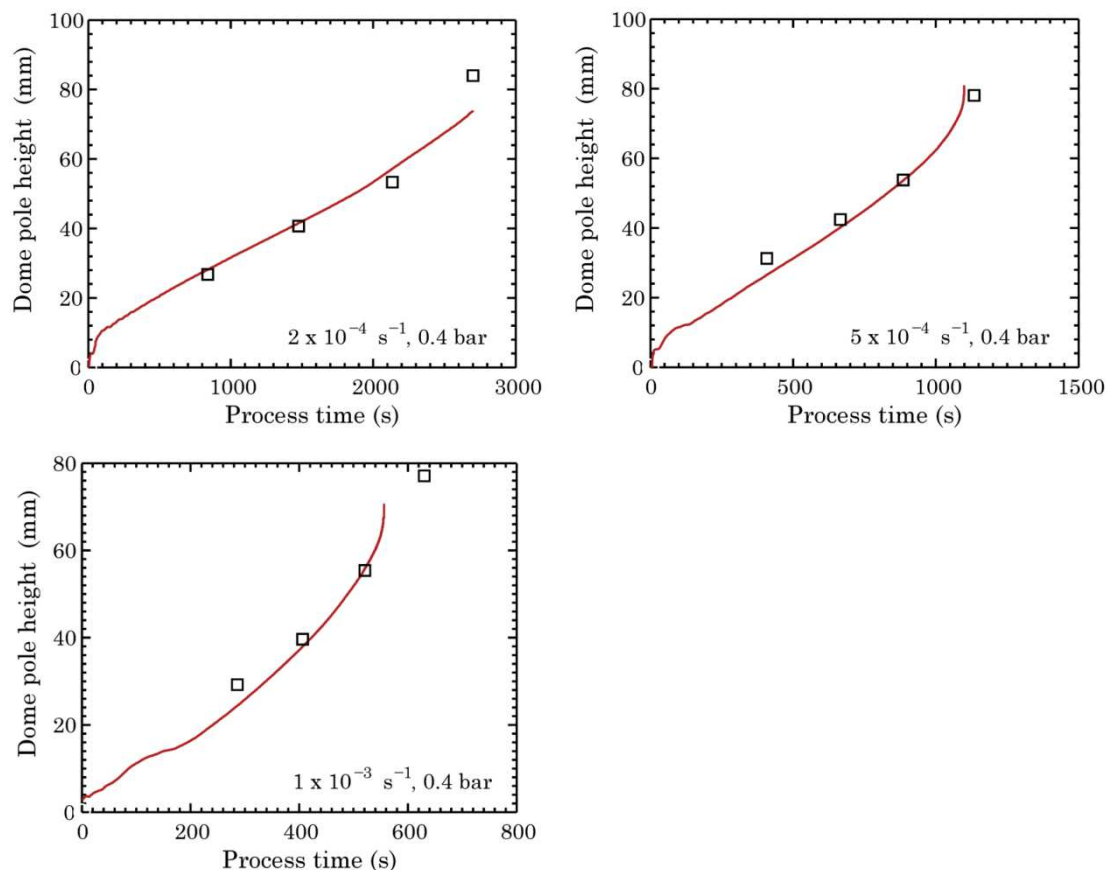 100
80
60
40
20
0
Dome pole height (mm)
2 x 10⁻⁴ s⁻¹, 0.4 bar
0 1000 2000 3000
Process time (s)
100
80
60
40
20
0
Dome pole height (mm)
5 x 10⁻⁴ s⁻¹, 0.4 bar
0 500 1000 1500
Process time (s)
80
60
40
20
0
Dome pole height (mm)
1 x 10⁻³ s⁻¹, 0.4 bar
0 200 400 600 800
Process time (s)